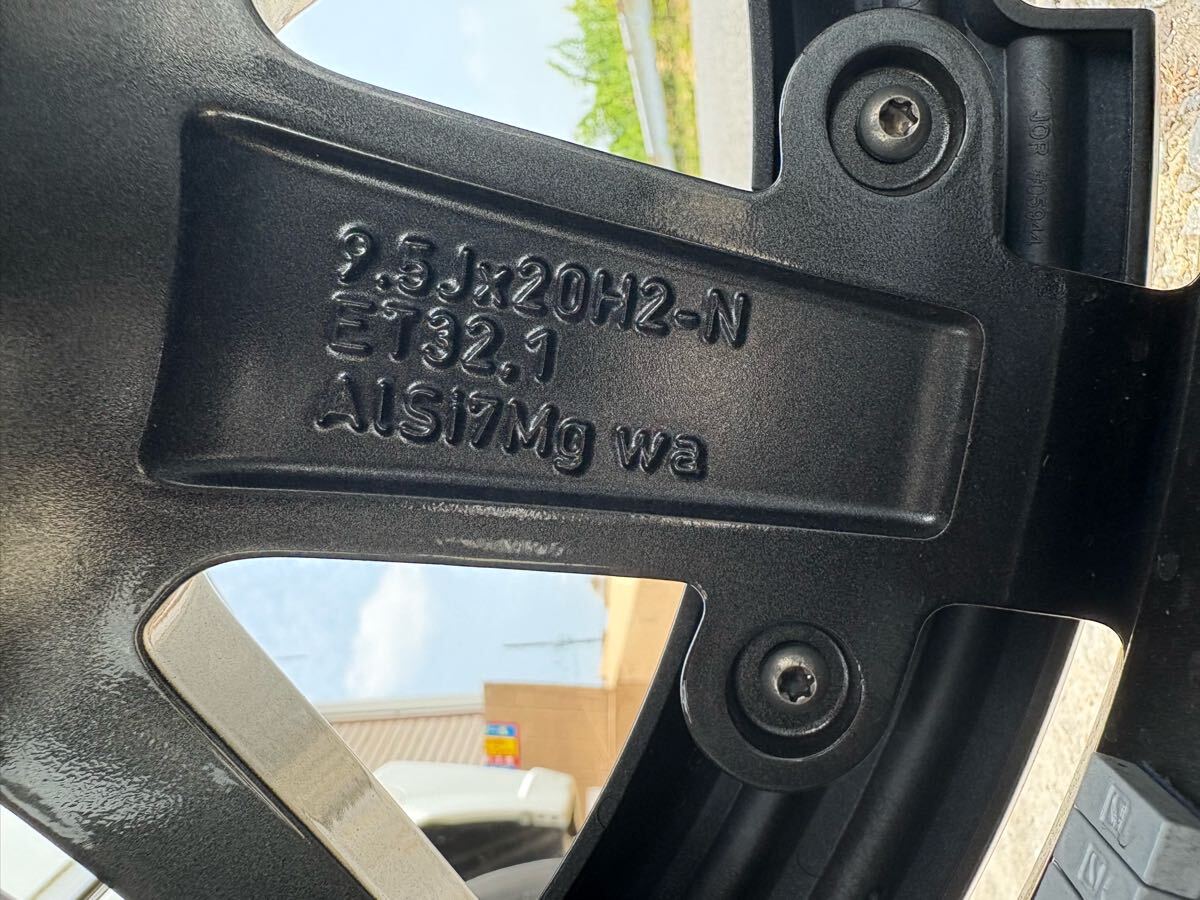 9.5Jx20H2-N
ET32.1
AlSi7Mg wa